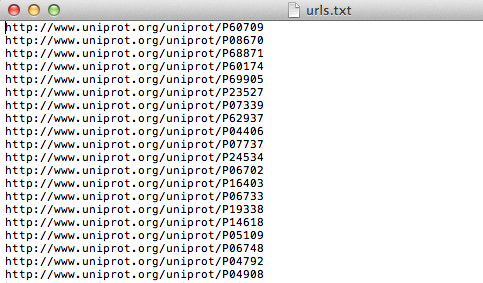 urls.txt
http://www.uniprot.org/uniprot/P60709
http://www.uniprot.org/uniprot/P08670
http://www.uniprot.org/uniprot/P68871
http://www.uniprot.org/uniprot/P60174
http://www.uniprot.org/uniprot/P69905
http://www.uniprot.org/uniprot/P23527
http://www.uniprot.org/uniprot/P07339
http://www.uniprot.org/uniprot/P62937
http://www.uniprot.org/uniprot/P04406
http://www.uniprot.org/uniprot/P07737
http://www.uniprot.org/uniprot/P24534
http://www.uniprot.org/uniprot/P06702
http://www.uniprot.org/uniprot/P16403
http://www.uniprot.org/uniprot/P06733
http://www.uniprot.org/uniprot/P19338
http://www.uniprot.org/uniprot/P14618
http://www.uniprot.org/uniprot/P05109
http://www.uniprot.org/uniprot/P06748
http://www.uniprot.org/uniprot/P04792
http://www.uniprot.org/uniprot/P04908